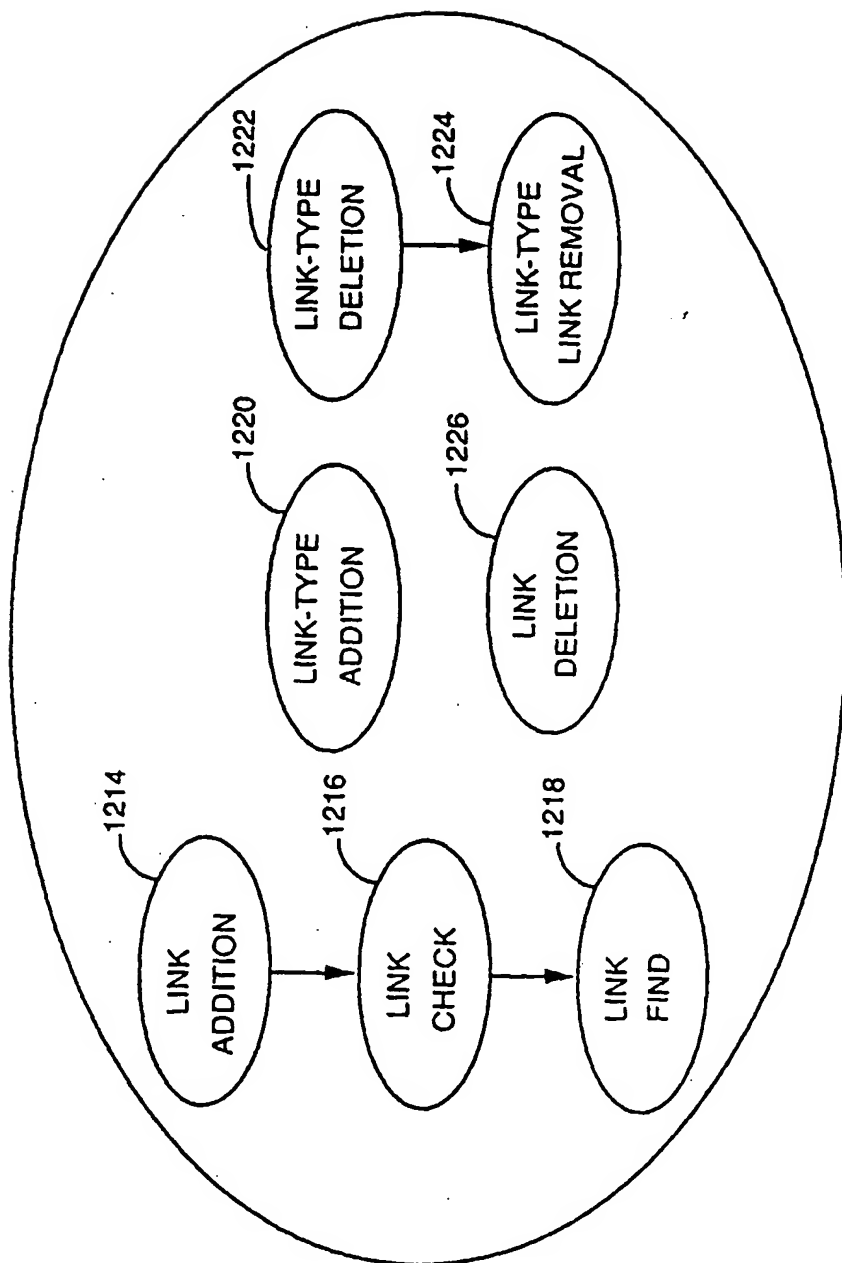 1214
LINK
ADDITION
1216
LINK
CHECK
1218
LINK
FIND
1220
LINK-TYPE
ADDITION
1226
LINK
DELETION
1222
LINK-TYPE
DELETION
1224
LINK-TYPE
LINK REMOVAL